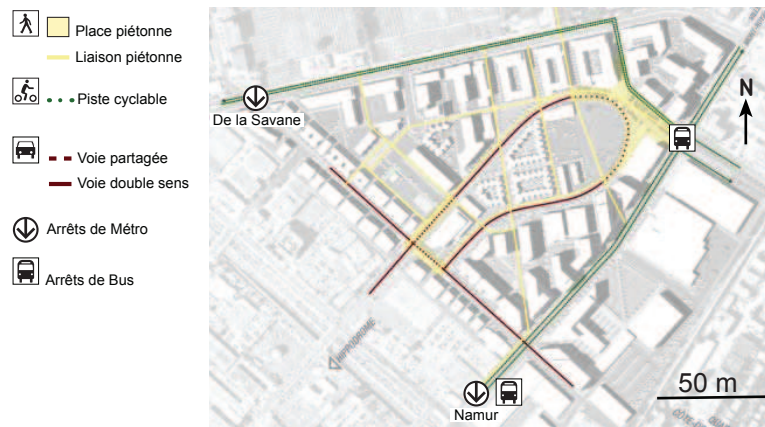 Place piétonne
Liaison piétonne
Piste cyclable
Voie partagée
Voie double sens
Arrêts de Métro
Arrêts de Bus
De la Savane
N
HIPPODROME
Namur
50 m